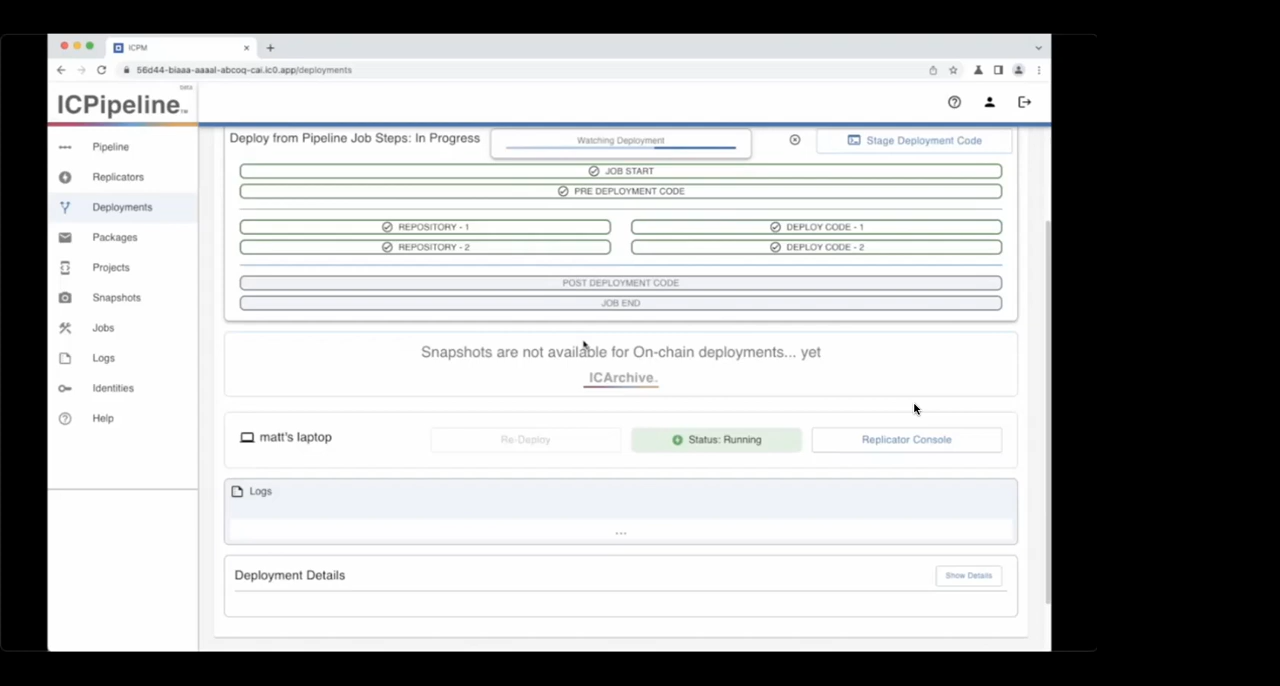 ICPM
56d44-biaaa-aaaal-abcoq-cai.ic0.app/deployments
beta
ICPipeline™
Pipeline
Replicators
Deployments
Packages
Projects
Snapshots
Jobs
Logs
Identities
Help
Deploy from Pipeline Job Steps: In Progress
Watching Deployment
Stage Deployment Code
JOB START
PRE DEPLOYMENT CODE
REPOSITORY - 1 DEPLOY CODE - 1
REPOSITORY - 2 DEPLOY CODE - 2
POST DEPLOYMENT CODE
JOB END
Snapshots are not available for On-chain deployments... yet
ICArchive.
matt's laptop Re-Deploy Status: Running Replicator Console
Logs
...
Deployment Details Show Details